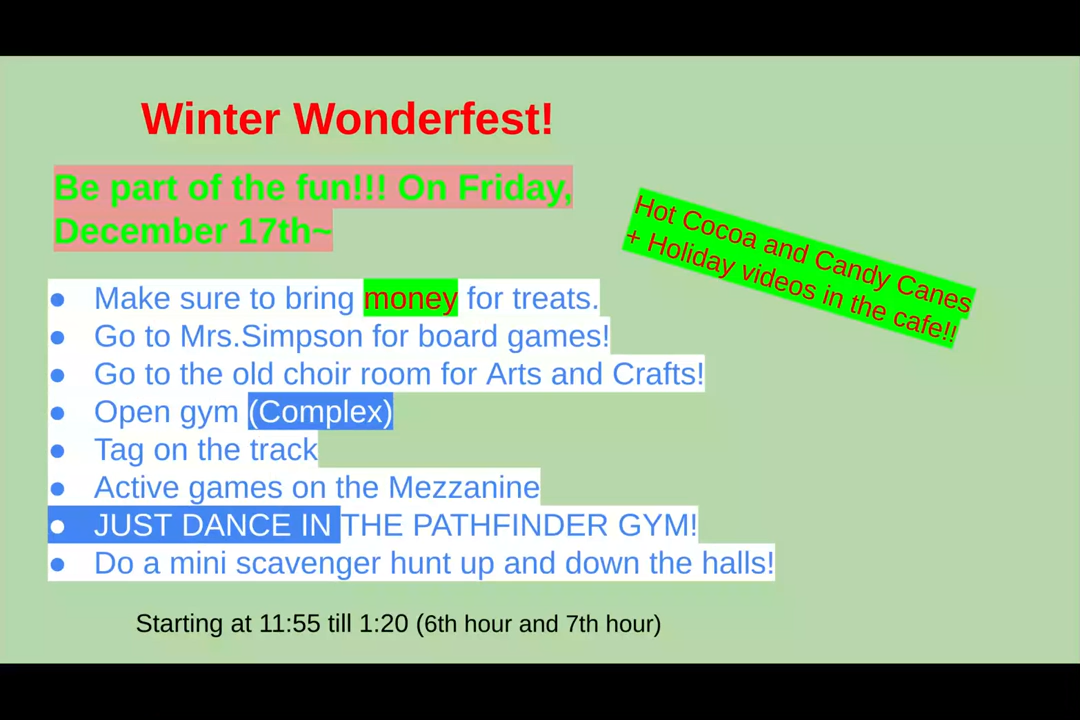 Winter Wonderfest!
Be part of the fun!!! On Friday,
December 17th~
Hot Cocoa and Candy Canes
+ Holiday videos in the cafe!!
● Make sure to bring money for treats.
● Go to Mrs.Simpson for board games!
● Go to the old choir room for Arts and Crafts!
● Open gym (Complex)
● Tag on the track
● Active games on the Mezzanine
● JUST DANCE IN THE PATHFINDER GYM!
● Do a mini scavenger hunt up and down the halls!
Starting at 11:55 till 1:20 (6th hour and 7th hour)